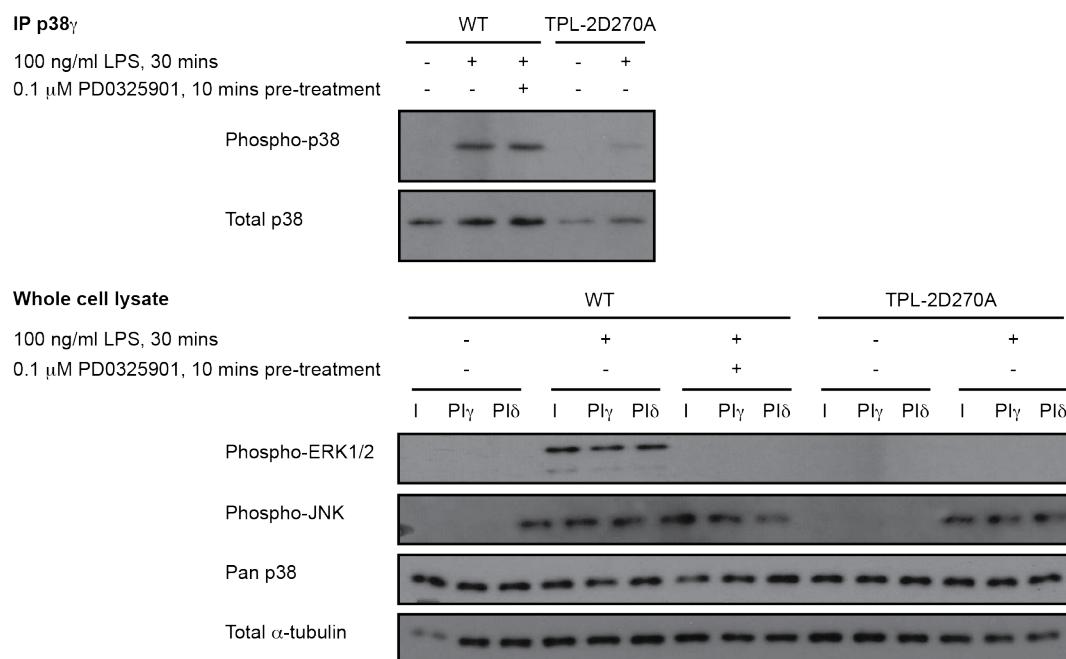 IP p38γ
WT TPL-2D270A
100 ng/ml LPS, 30 mins - + + - +
0.1 μM PD0325901, 10 mins pre-treatment - - + - -
Phospho-p38
Total p38
Whole cell lysate WT TPL-2D270A
100 ng/ml LPS, 30 mins - + + - +
0.1 μM PD0325901, 10 mins pre-treatment - - + - -
I PIγ PIδ I PIγ PIδ I PIγ PIδ I PIγ PIδ I PIγ PIδ
Phospho-ERK1/2
Phospho-JNK
Pan p38
Total α-tubulin